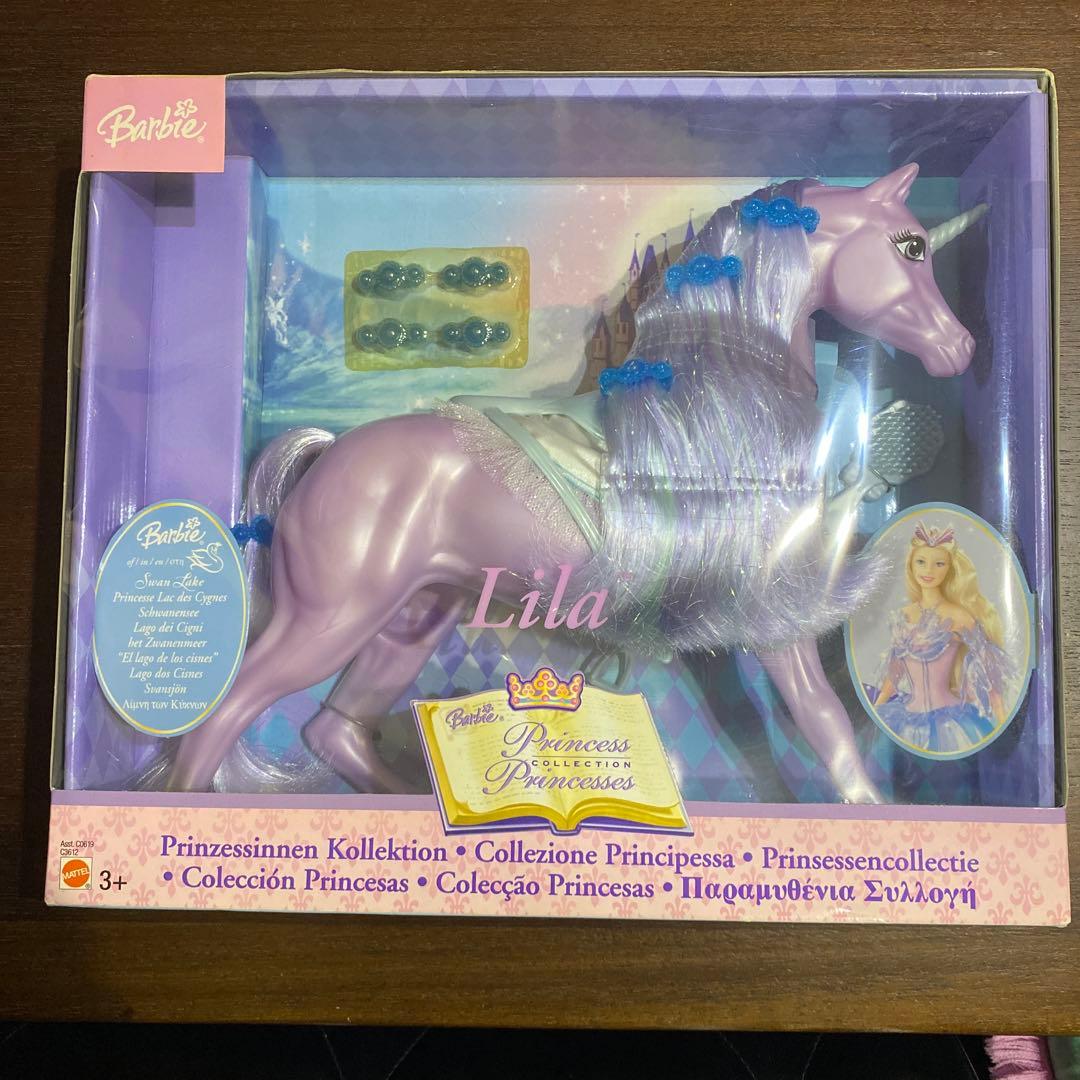 Barbie®
Barbie
of / in / en / στη
Swan Lake
Princesse Lac des Cygnes
Schwanensee
Lago dei Cigni
het Zwanenmeer
"El lago de los cisnes"
Lago dos Cisnes
Svansjön
Λίμνη των Κύκνων
Lila™
Barbie®
Princess
COLLECTION
Princesses
Asst. C0619
C3612
MATTEL®
3+
Prinzessinnen Kollektion • Collezione Principessa • Prinsessencollectie
• Colección Princesas • Colecção Princesas • Παραμυθένια Συλλογή